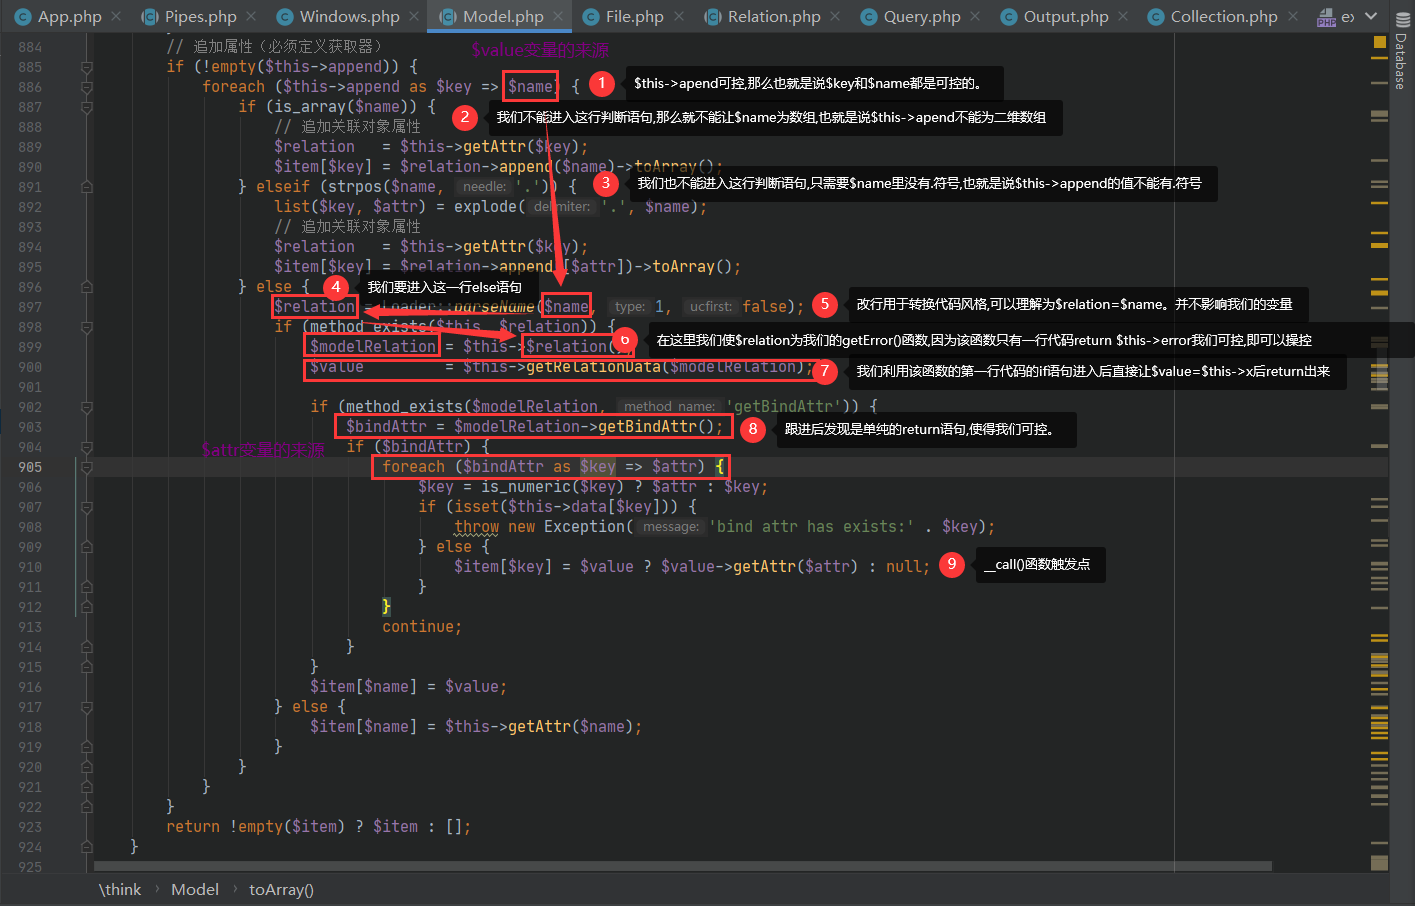 App.php Pipes.php Windows.php Model.php File.php Relation.php Query.php Output.php Collection.php ex
Database
884 // 追加属性（必须定义获取器） $value变量的来源
885 if (!empty($this->append)) {
886 foreach ($this->append as $key => $name) { 1 $this->apend可控,那么也就是说$key和$name都是可控的。
887 if (is_array($name)) { 2 我们不能进入这行判断语句,那么就不能让$name为数组,也就是说$this->apend不能为二维数组
888 // 追加关联对象属性
889 $relation = $this->getAttr($key);
890 $item[$key] = $relation->append($name)->toArray();
891 } elseif (strpos($name, needle: '.')) { 3 我们也不能进入这行判断语句,只需要$name里没有.符号,也就是说$this->append的值不能有.符号
892 list($key, $attr) = explode( delimiter: '.', $name);
893 // 追加关联对象属性
894 $relation = $this->getAttr($key);
895 $item[$key] = $relation->append([$attr])->toArray();
896 } else { 4 我们要进入这一行else语句
897 $relation = Loader::parseName($name, type: 1, ucfirst: false); 5 改行用于转换代码风格,可以理解为$relation=$name。并不影响我们的变量
898 if (method_exists($this, $relation)) {
899 $modelRelation = $this->$relation(); 6 在这里我们使$relation为我们的getError()函数,因为该函数只有一行代码return $this->error我们可控,即可以操控
900 $value = $this->getRelationData($modelRelation); 7 我们利用该函数的第一行代码的if语句进入后直接让$value=$this->x后return出来
901
902 if (method_exists($modelRelation, method_name: 'getBindAttr')) {
903 $bindAttr = $modelRelation->getBindAttr(); 8 跟进后发现是单纯的return语句,使得我们可控。
904 $attr变量的来源 if ($bindAttr) {
905 foreach ($bindAttr as $key => $attr) {
906 $key = is_numeric($key) ? $attr : $key;
907 if (isset($this->data[$key])) {
908 throw new Exception( message: 'bind attr has exists:' . $key);
909 } else {
910 $item[$key] = $value ? $value->getAttr($attr) : null; 9 __call()函数触发点
911 }
912 }
913 continue;
914 }
915 }
916 $item[$name] = $value;
917 } else {
918 $item[$name] = $this->getAttr($name);
919 }
920 }
921 }
922 }
923 return !empty($item) ? $item : [];
924 }
925
\think › Model › toArray()